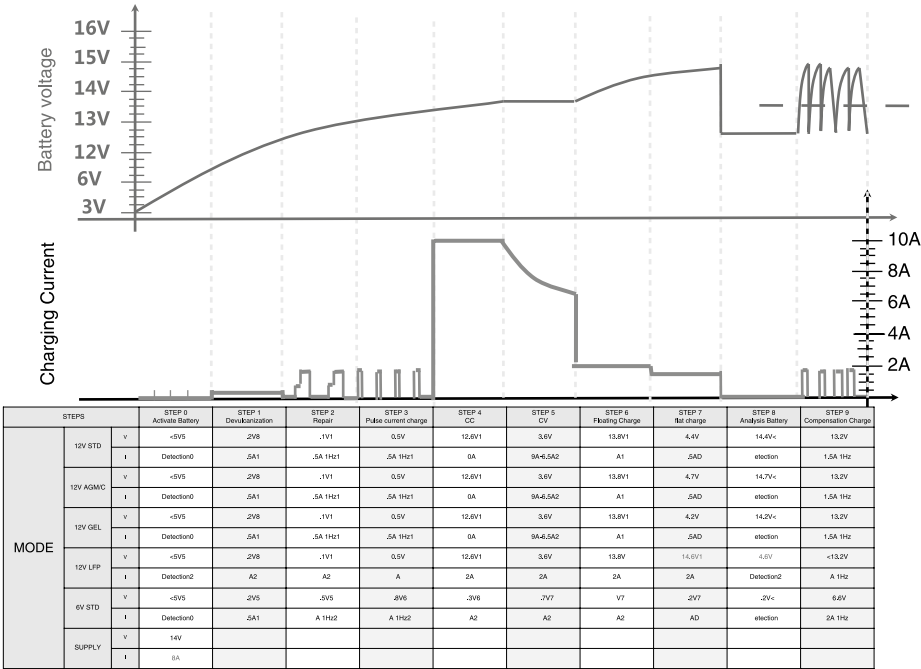 16V
15V
14V
13V
12V
6V
3V
Battery voltage
10A
8A
6A
4A
2A
Charging Current
STEPS STEP 0 Activate Battery STEP 1 Devulcanization STEP 2 Repair STEP 3 Pulse current charge STEP 4 CC STEP 5 CV STEP 6 Floating Charge STEP 7 flat charge STEP 8 Analysis Battery STEP 9 Compensation Charge
MODE
12V STD
V <5V5 .2V8 .1V1 0.5V 12.6V1 3.6V 13.8V1 4.4V 14.4V< 13.2V
I Detection0 .5A1 .5A 1Hz1 .5A 1Hz1 0A 9A-6.5A2 A1 .5AD etection 1.5A 1Hz
12V AGM/C
V <5V5 .2V8 .1V1 0.5V 12.6V1 3.6V 13.8V1 4.7V 14.7V< 13.2V
I Detection0 .5A1 .5A 1Hz1 .5A 1Hz1 0A 9A-6.5A2 A1 .5AD etection 1.5A 1Hz
12V GEL
V <5V5 .2V8 .1V1 0.5V 12.6V1 3.6V 13.8V1 4.2V 14.2V< 13.2V
I Detection0 .5A1 .5A 1Hz1 .5A 1Hz1 0A 9A-6.5A2 A1 .5AD etection 1.5A 1Hz
12V LFP
V <5V5 .2V8 .1V1 0.5V 12.6V1 3.6V 13.8V 14.6V1 4.6V <13.2V
I Detection2 A2 A2 A 2A 2A 2A 2A Detection2 A 1Hz
6V STD
V <5V5 .2V5 .5V5 .8V6 .3V6 .7V7 V7 .2V7 .2V< 6.6V
I Detection0 .5A1 A 1Hz2 A 1Hz2 A2 A2 A2 AD etection 2A 1Hz
SUPPLY
V 14V
I 8A